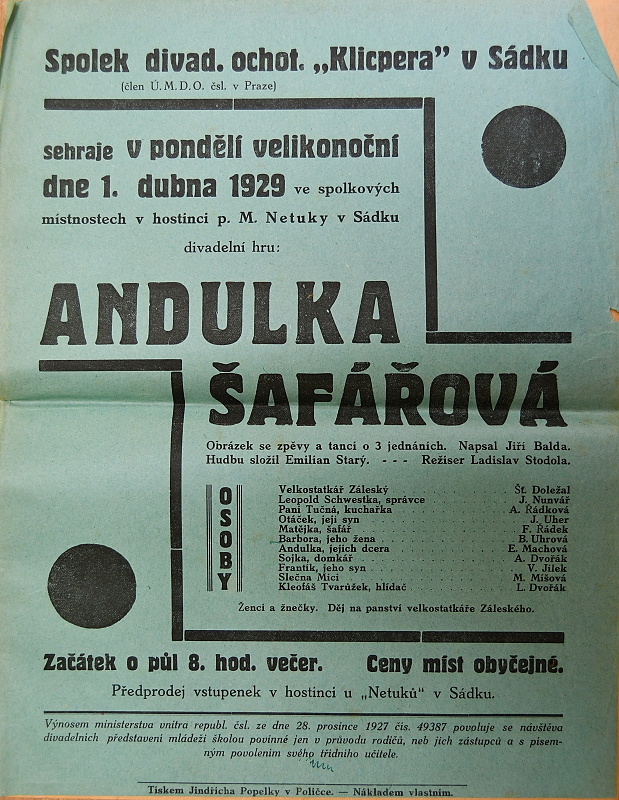 Spolek divad. ochot. „Klicpera” v Sádku
(člen Ú.M.D.O. čsl. v Praze)
sehraje v pondělí velikonoční
dne 1. dubna 1929 ve spolkových
místnostech v hostinci p. M. Netuky v Sádku
divadelní hru:
ANDULKA
ŠAFÁŘOVÁ
Obrázek se zpěvy a tanci o 3 jednáních. Napsal Jiří Balda.
Hudbu složil Emilian Starý. - - - Režiser Ladislav Stodola.
OSOBY
Velkostatkář Záleský . . . . . . . . . . Šť. Doležal
Leopold Schwestka, správce . . . . . . . . . . J. Nunvář
Paní Tučná, kuchařka . . . . . . . . . . A. Řádková
Otáček, její syn . . . . . . . . . . J. Uher
Matějka, šafář . . . . . . . . . . F. Řádek
Barbora, jeho žena . . . . . . . . . . B. Uhrová
Andulka, jejich dcera . . . . . . . . . . E. Machová
Sojka, domkář . . . . . . . . . . A. Dvořák
Frantík, jeho syn . . . . . . . . . . V. Jílek
Slečna Mici . . . . . . . . . . M. Míšová
Kleofáš Tvarůžek, hlídač . . . . . . . . . . L. Dvořák
Ženci a žnečky. Děj na panství velkostatkáře Záleského.
Začátek o půl 8. hod. večer. Ceny míst obyčejné.
Předprodej vstupenek v hostinci u „Netuků” v Sádku.
Výnosem ministerstva vnitra republ. čsl. ze dne 28. prosince 1927 čís. 49387 povoluje se návštěva
divadelních představení mládeži školou povinné jen v průvodu rodičů, neb jich zástupců a s písem-
ným povolením svého třídního učitele.
Tiskem Jindřicha Popelky v Poličce. — Nákladem vlastním.